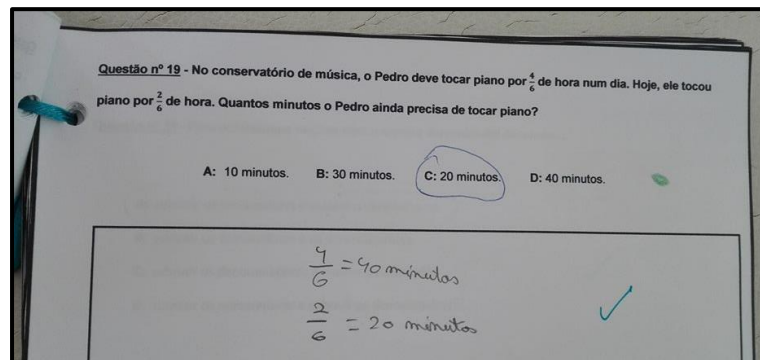 Questão nº 19 - No conservatório de música, o Pedro deve tocar piano por 4/6 de hora num dia. Hoje, ele tocou
piano por 2/6 de hora. Quantos minutos o Pedro ainda precisa de tocar piano?
A: 10 minutos. B: 30 minutos. C: 20 minutos. D: 40 minutos.
4/6 = 40 minutos
2/6 = 20 minutos